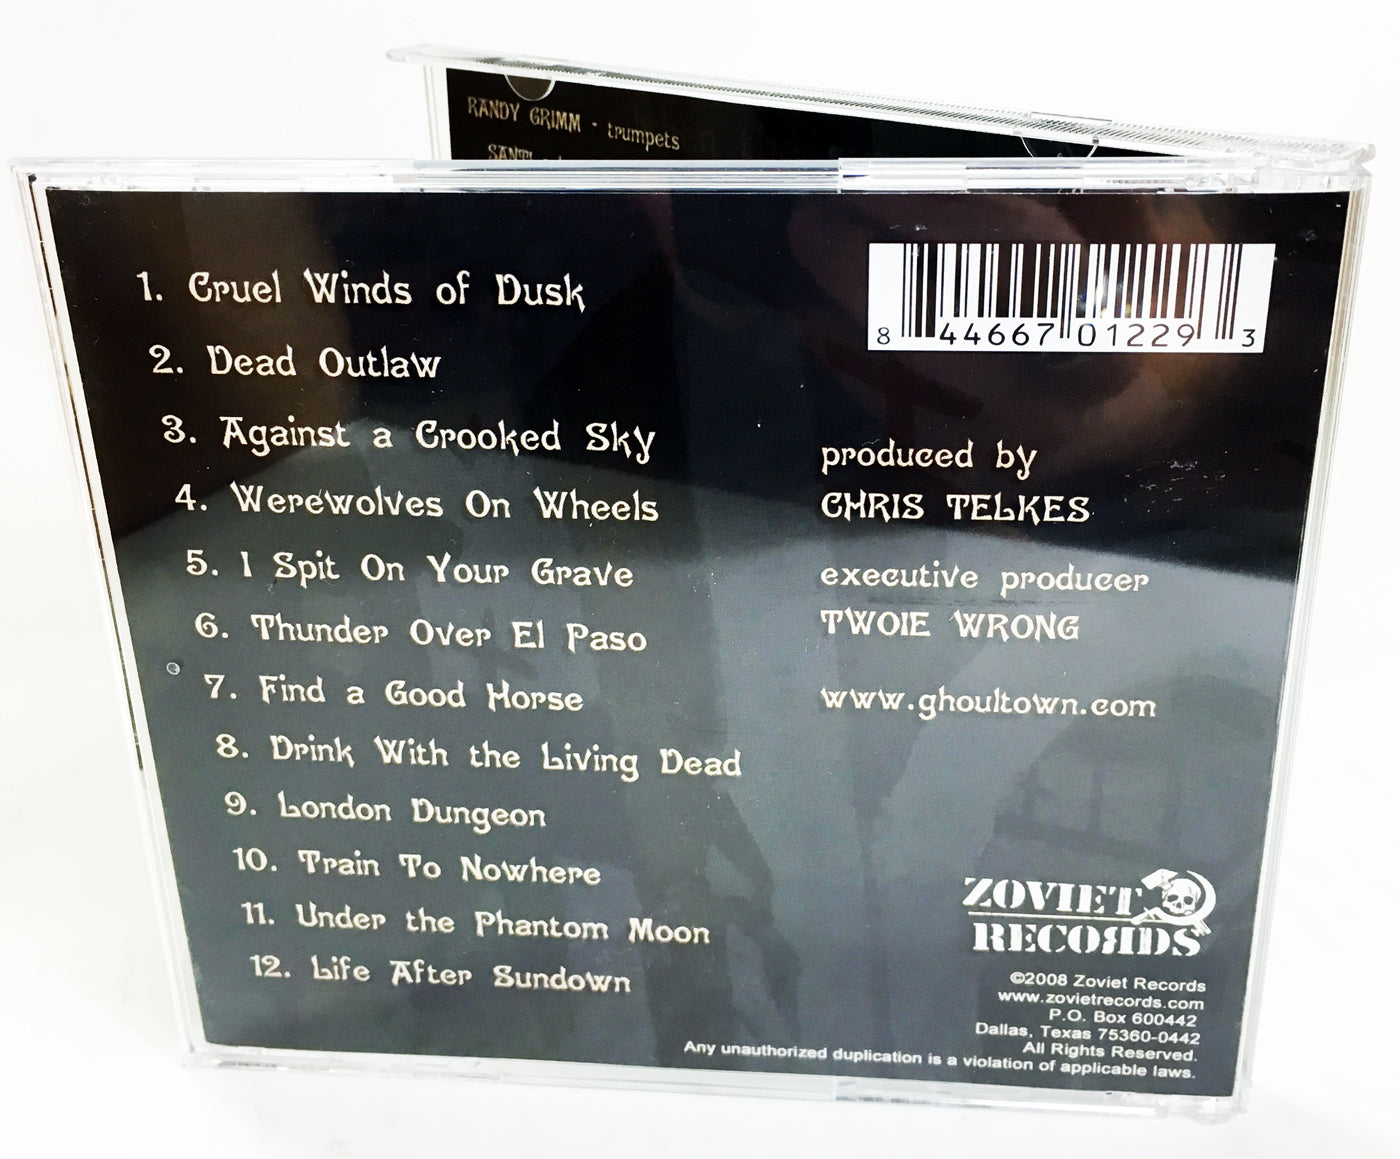 RANDY GRIMM - trumpets
1. Cruel Winds of Dusk
2. Dead Outlaw
3. Against a Crooked Sky
4. Werewolves On Wheels
5. I Spit On Your Grave
6. Thunder Over El Paso
7. Find a Good Horse
8. Drink With the Living Dead
9. London Dungeon
10. Train To Nowhere
11. Under the Phantom Moon
12. Life After Sundown
8 44667 01229 3
produced by
CHRIS TELKES
executive producer
TWOIE WRONG
www.ghoultown.com
ZOVIET
RECOЯDS
©2008 Zoviet Records
www.zovietrecords.com
P.O. Box 600442
Dallas, Texas 75360-0442
All Rights Reserved.
Any unauthorized duplication is a violation of applicable laws.